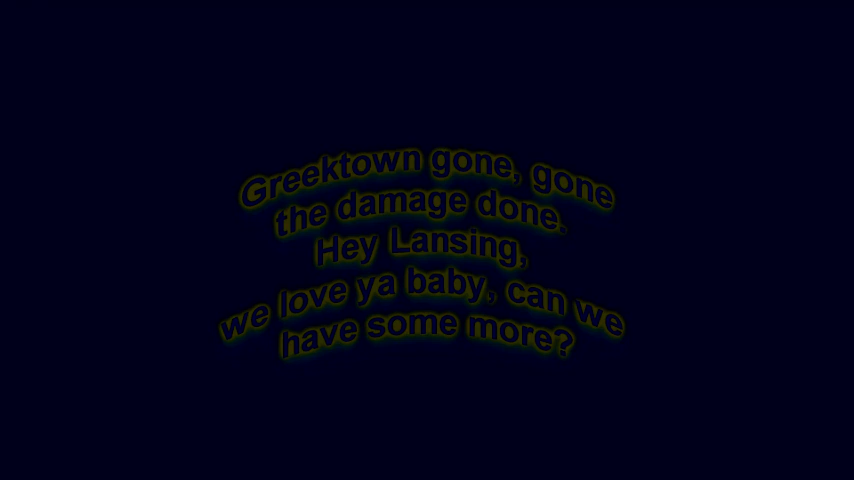 Greektown gone, gone
the damage done.
Hey Lansing,
we love ya baby, can we
have some more?